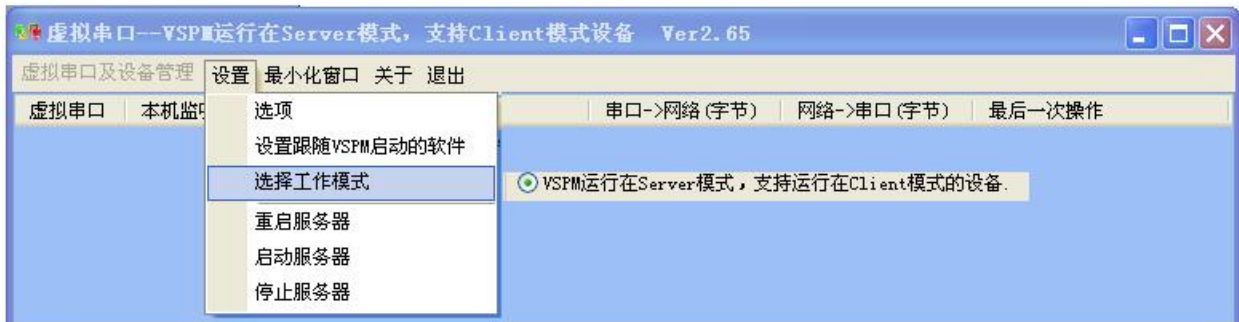 虚拟串口--VSPM运行在Server模式，支持Client模式设备 Ver2.65
虚拟串口及设备管理 设置 最小化窗口 关于 退出
虚拟串口 本机监 串口->网络(字节) 网络->串口(字节) 最后一次操作
选项
设置跟随VSPM启动的软件
选择工作模式 VSPM运行在Server模式，支持运行在Client模式的设备.
重启服务器
启动服务器
停止服务器